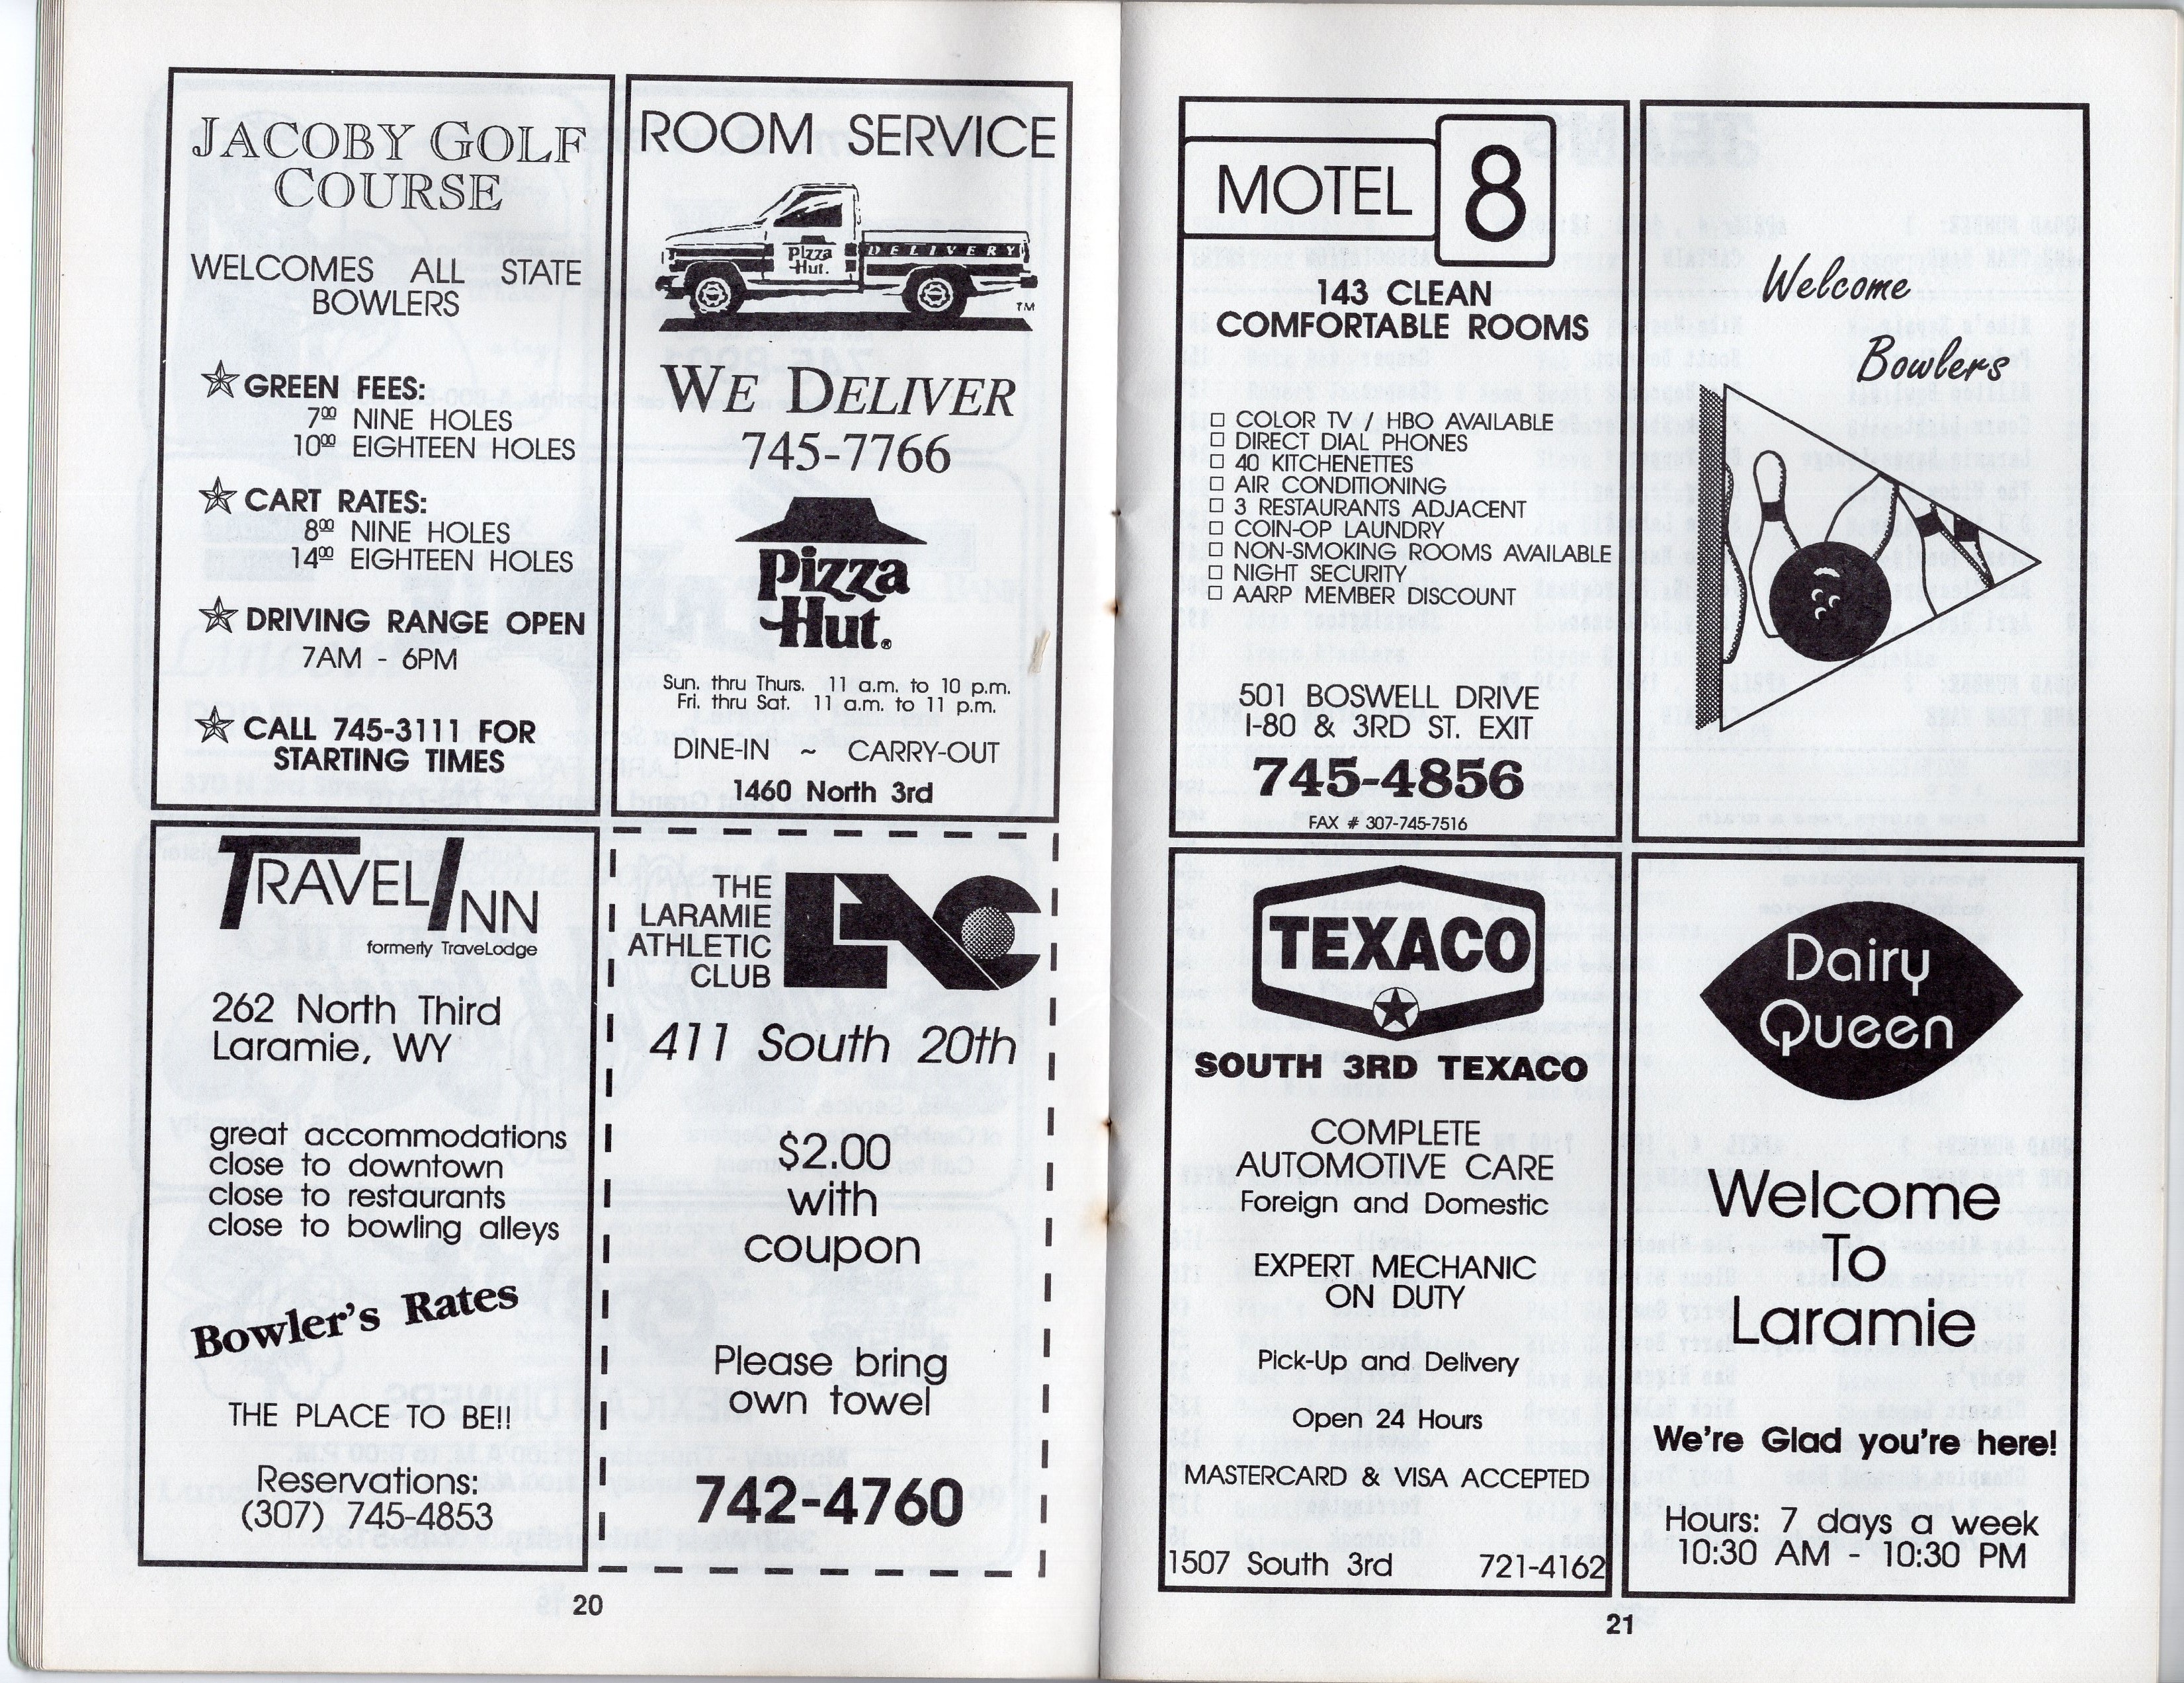 JACOBY GOLF
COURSE
WELCOMES ALL STATE
BOWLERS
GREEN FEES:
7⁰⁰ NINE HOLES
10⁰⁰ EIGHTEEN HOLES
CART RATES:
8⁰⁰ NINE HOLES
14⁰⁰ EIGHTEEN HOLES
DRIVING RANGE OPEN
7AM - 6PM
CALL 745-3111 FOR
STARTING TIMES
ROOM SERVICE
Pizza
Hut.
DELIVERY
TM
WE DELIVER
745-7766
Pizza
Hut®
Sun. thru Thurs. 11 a.m. to 10 p.m.
Fri. thru Sat. 11 a.m. to 11 p.m.
DINE-IN ~ CARRY-OUT
1460 North 3rd
TRAVEL INN
formerly TraveLodge
262 North Third
Laramie, WY
great accommodations
close to downtown
close to restaurants
close to bowling alleys
Bowler's Rates
THE PLACE TO BE!!
Reservations:
(307) 745-4853
THE
LARAMIE
ATHLETIC
CLUB
LAC
411 South 20th
$2.00
with
coupon
Please bring
own towel
742-4760
20
MOTEL 8
143 CLEAN
COMFORTABLE ROOMS
☐ COLOR TV / HBO AVAILABLE
☐ DIRECT DIAL PHONES
☐ 40 KITCHENETTES
☐ AIR CONDITIONING
☐ 3 RESTAURANTS ADJACENT
☐ COIN-OP LAUNDRY
☐ NON-SMOKING ROOMS AVAILABLE
☐ NIGHT SECURITY
☐ AARP MEMBER DISCOUNT
501 BOSWELL DRIVE
I-80 & 3RD ST. EXIT
745-4856
FAX # 307-745-7516
Welcome
Bowlers
TEXACO
SOUTH 3RD TEXACO
COMPLETE
AUTOMOTIVE CARE
Foreign and Domestic
EXPERT MECHANIC
ON DUTY
Pick-Up and Delivery
Open 24 Hours
MASTERCARD & VISA ACCEPTED
1507 South 3rd 721-4162
Dairy
Queen
Welcome
To
Laramie
We're Glad you're here!
Hours: 7 days a week
10:30 AM - 10:30 PM
21